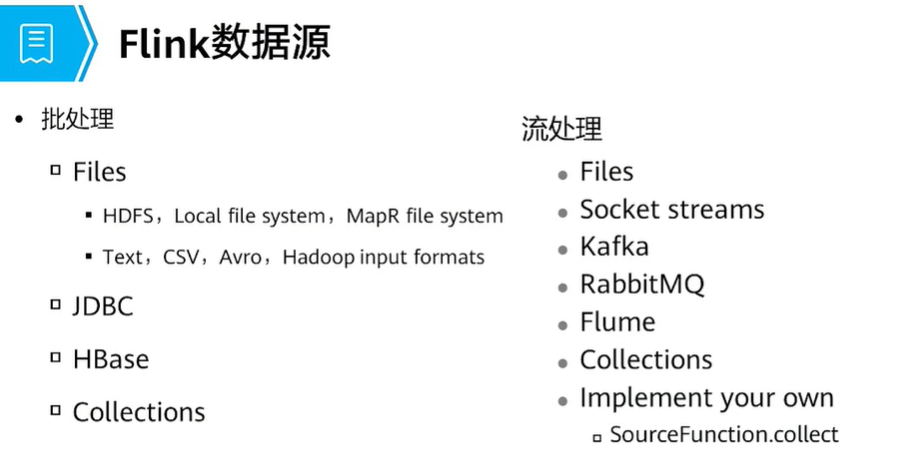 Flink数据源
批处理
Files
HDFS，Local file system，MapR file system
Text，CSV，Avro，Hadoop input formats
JDBC
HBase
Collections
流处理
Files
Socket streams
Kafka
RabbitMQ
Flume
Collections
Implement your own
SourceFunction.collect